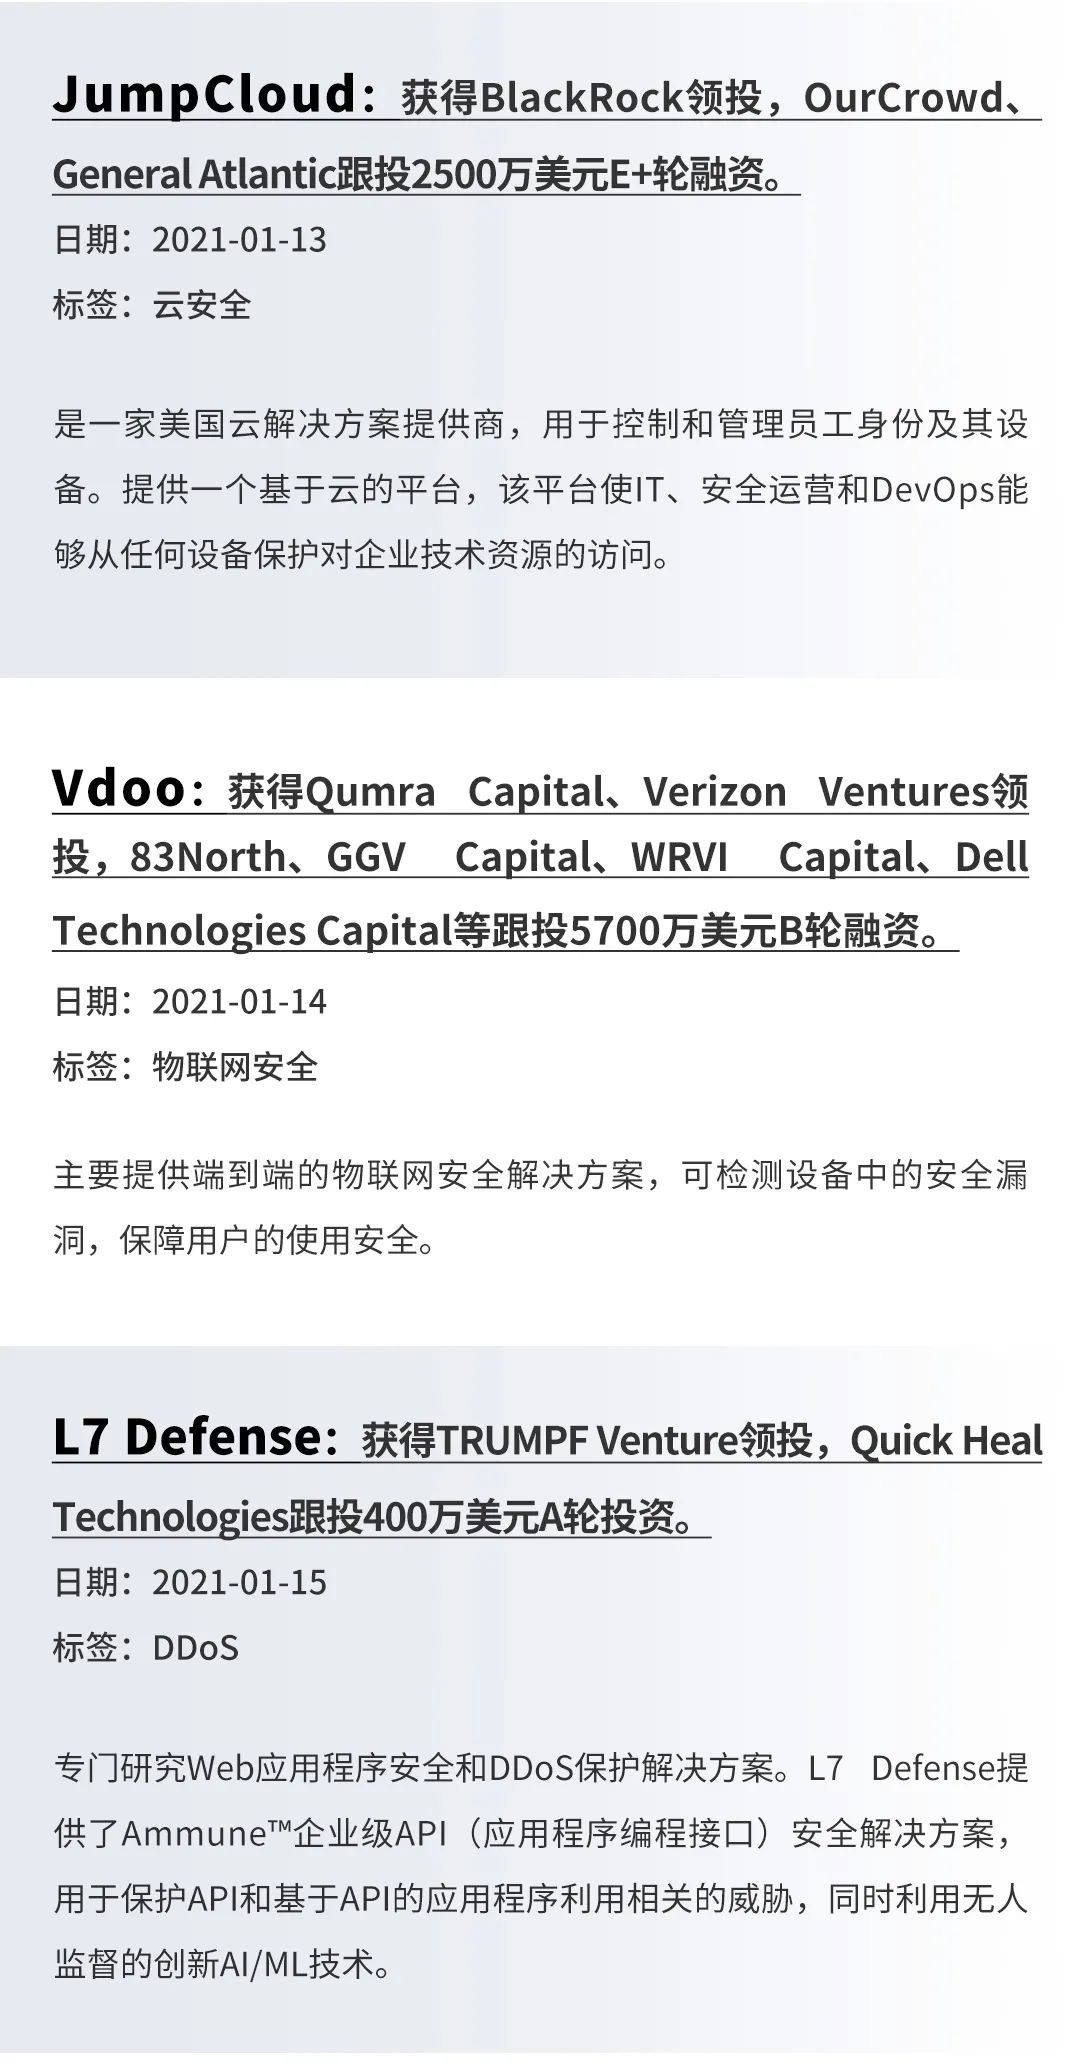 JumpCloud：获得BlackRock领投，OurCrowd、
General Atlantic跟投2500万美元E+轮融资。
日期：2021-01-13
标签：云安全
是一家美国云解决方案提供商，用于控制和管理员工身份及其设
备。提供一个基于云的平台，该平台使IT、安全运营和DevOps能
够从任何设备保护对企业技术资源的访问。
Vdoo：获得Qumra Capital、Verizon Ventures领
投，83North、GGV Capital、WRVI Capital、Dell
Technologies Capital等跟投5700万美元B轮融资。
日期：2021-01-14
标签：物联网安全
主要提供端到端的物联网安全解决方案，可检测设备中的安全漏
洞，保障用户的使用安全。
L7 Defense：获得TRUMPF Venture领投，Quick Heal
Technologies跟投400万美元A轮投资。
日期：2021-01-15
标签：DDoS
专门研究Web应用程序安全和DDoS保护解决方案。L7 Defense提
供了Ammune™企业级API（应用程序编程接口）安全解决方案，
用于保护API和基于API的应用程序利用相关的威胁，同时利用无人
监督的创新AI/ML技术。